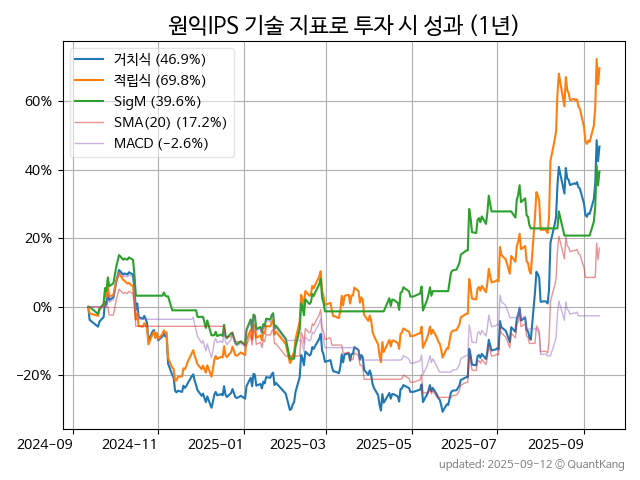 원익IPS 기술 지표로 투자 시 성과 (1년)
거치식 (46.9%)
적립식 (69.8%)
SigM (39.6%)
SMA(20) (17.2%)
MACD (−2.6%)
60%
40%
20%
0%
−20%
2024-09 2024-11 2025-01 2025-03 2025-05 2025-07 2025-09
updated: 2025-09-12 © QuantKang